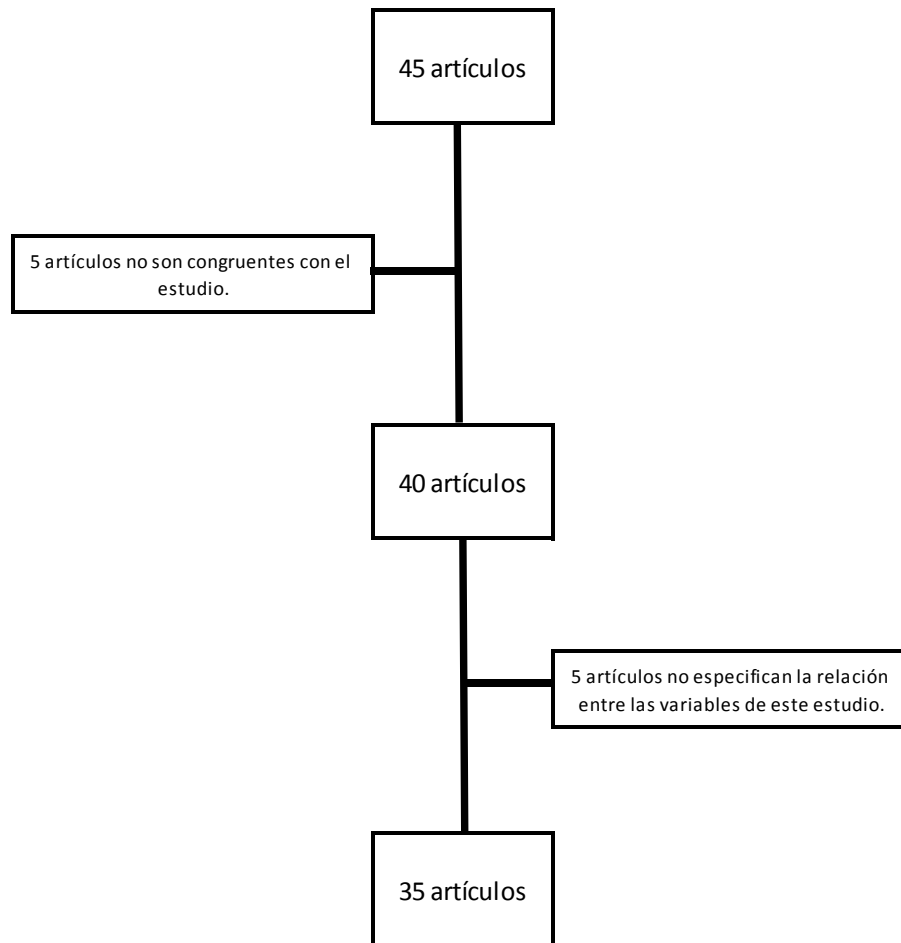 45 artículos
5 artículos no son congruentes con el
estudio.
40 artículos
5 artículos no especifican la relación
entre las variables de este estudio.
35 artículos